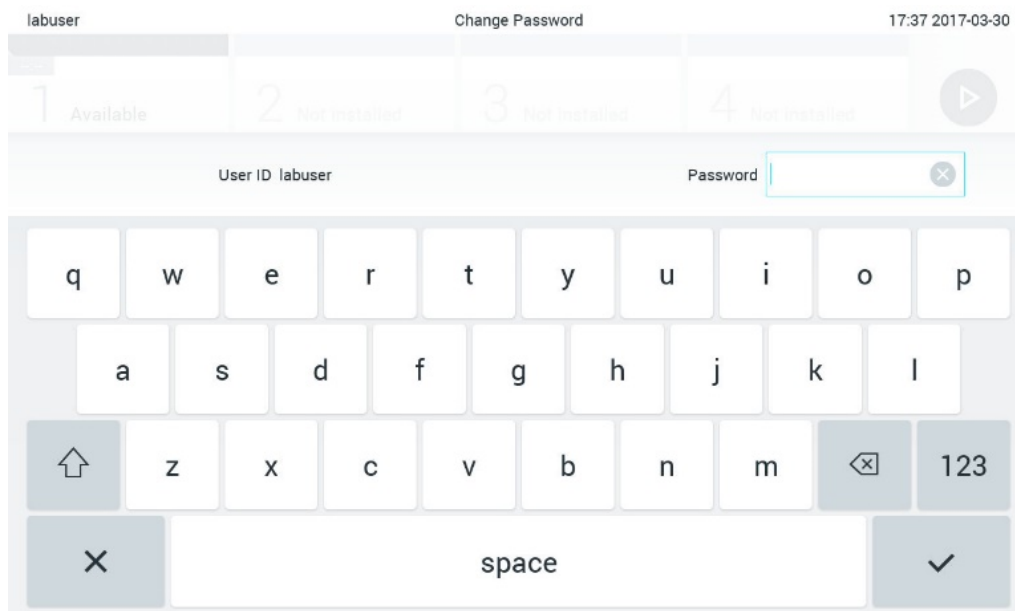 labuser Change Password 17:37 2017-03-30
1 Available 2 Not installed 3 Not installed 4 Not installed
User ID labuser Password
q w e r t y u i o p
a s d f g h j k l
z x c v b n m 123
space